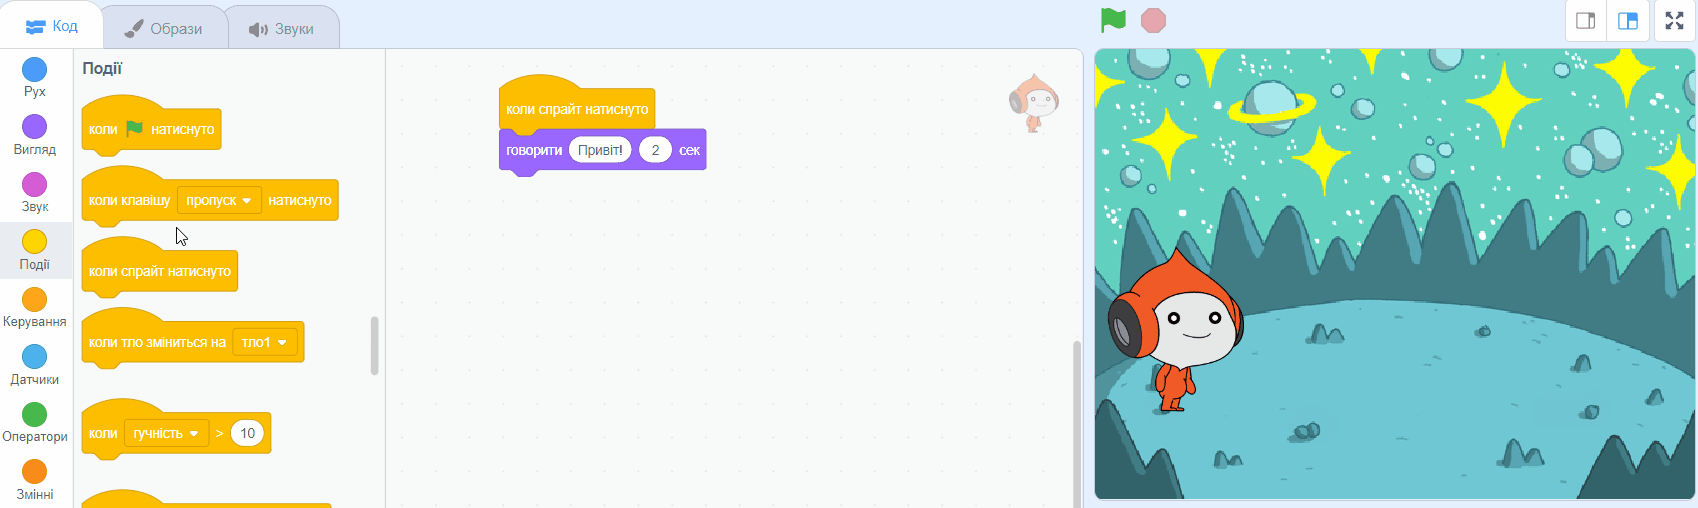 Код
Образи
Звуки
Рух
Вигляд
Звук
Події
Керування
Датчики
Оператори
Змінні
Події
коли натиснуто
коли клавішу пропуск натиснуто
коли спрайт натиснуто
коли тло зміниться на тло1
коли гучність > 10
коли спрайт натиснуто
говорити Привіт! 2 сек